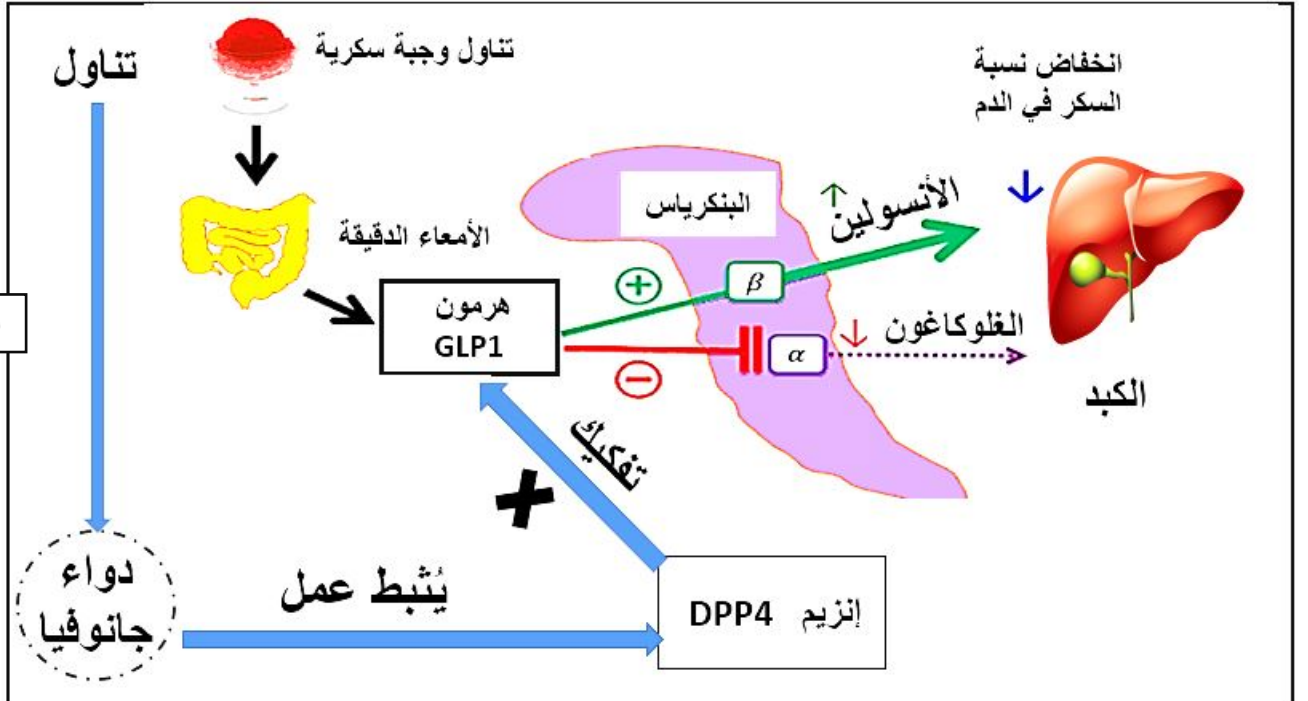 تناول
تناول وجبة سكرية
انخفاض نسبة
السكر في الدم
البنكرياس
الأنسولين
الأمعاء الدقيقة
هرمون
GLP1
β
α
الغلوكاغون
الكبد
تفكيك
دواء
جانوفيا
يُثبط عمل
إنزيم DPP4